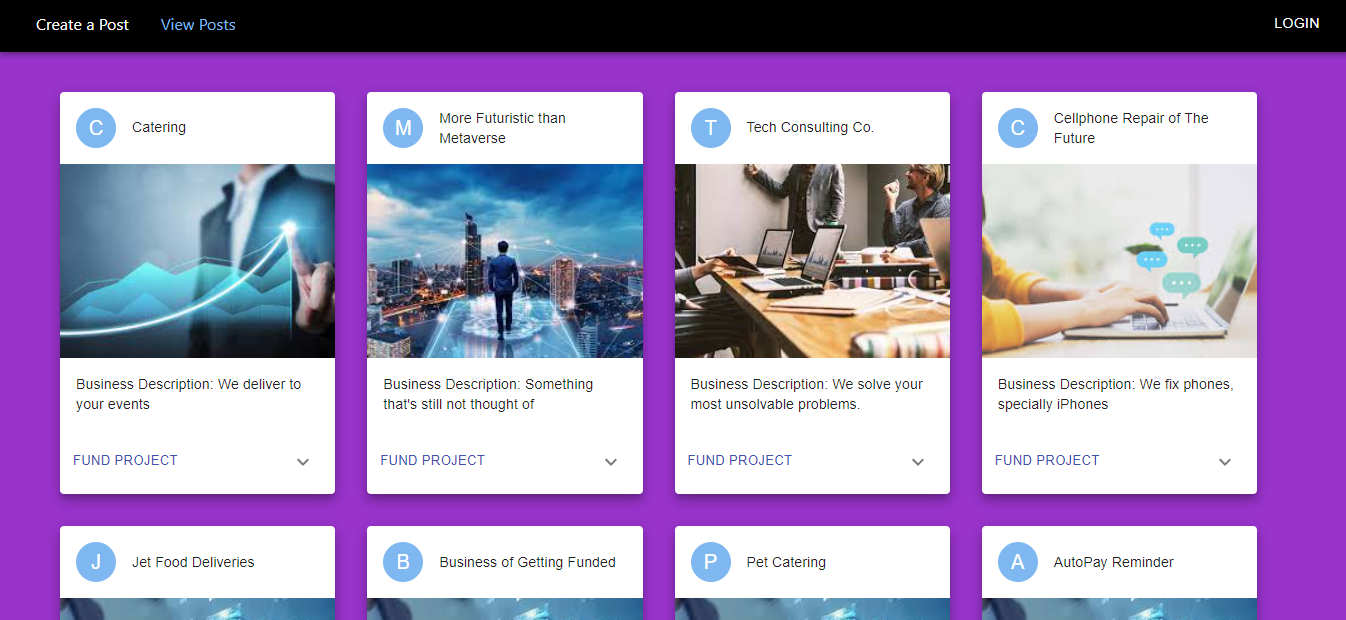 Create a Post View Posts LOGIN
C Catering
M More Futuristic than
Metaverse
T Tech Consulting Co.
C Cellphone Repair of The
Future
Business Description: We deliver to
your events
Business Description: Something
that's still not thought of
Business Description: We solve your
most unsolvable problems.
Business Description: We fix phones,
specially iPhones
FUND PROJECT
FUND PROJECT
FUND PROJECT
FUND PROJECT
J Jet Food Deliveries
B Business of Getting Funded
P Pet Catering
A AutoPay Reminder